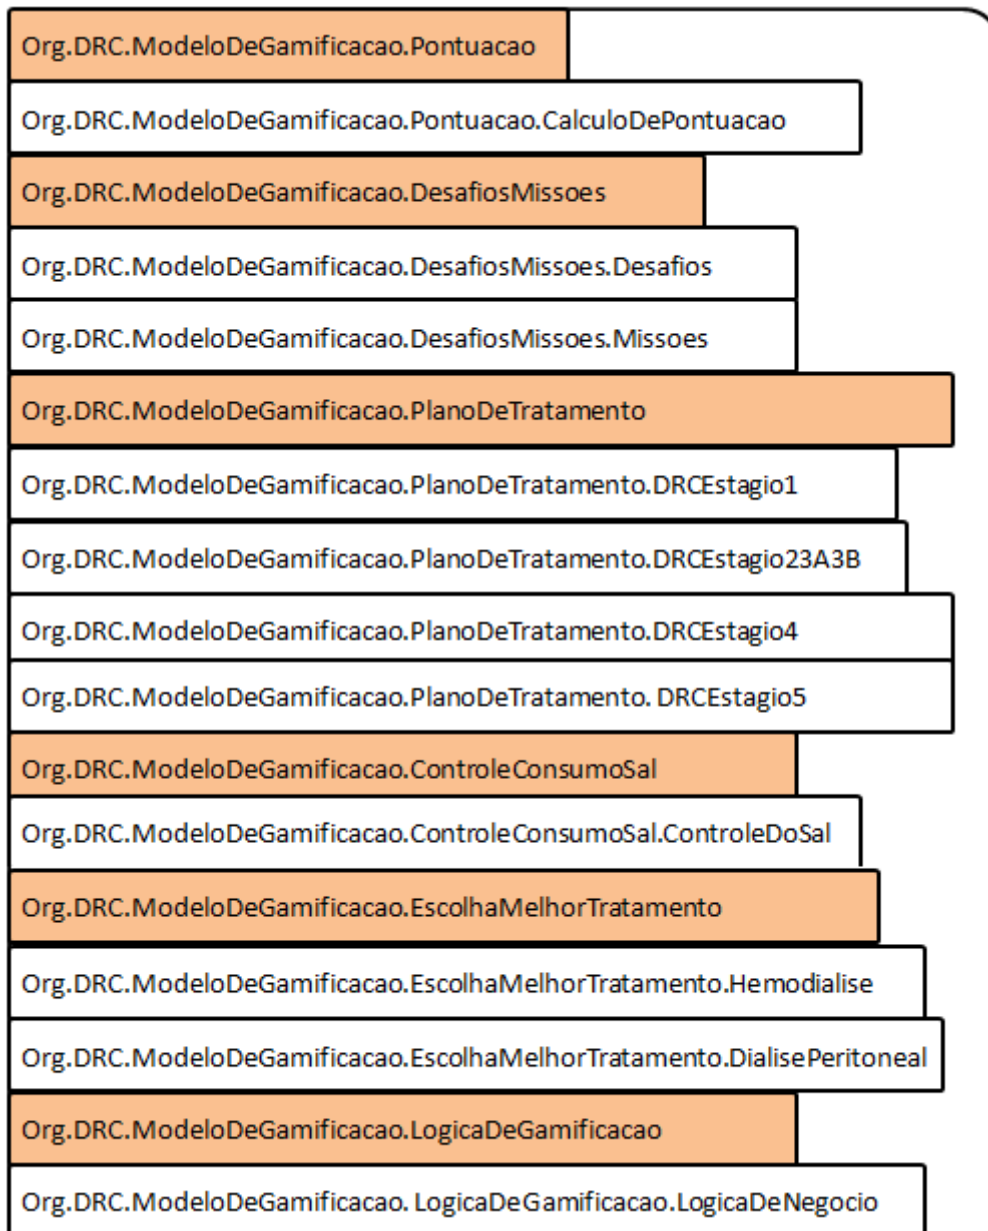 Org.DRC.ModeloDeGamificacao.Pontuacao
Org.DRC.ModeloDeGamificacao.Pontuacao.CalculoDePontuacao
Org.DRC.ModeloDeGamificacao.DesafiosMissoes
Org.DRC.ModeloDeGamificacao.DesafiosMissoes.Desafios
Org.DRC.ModeloDeGamificacao.DesafiosMissoes.Missoes
Org.DRC.ModeloDeGamificacao.PlanoDeTratamento
Org.DRC.ModeloDeGamificacao.PlanoDeTratamento.DRCEstagio1
Org.DRC.ModeloDeGamificacao.PlanoDeTratamento.DRCEstagio23A3B
Org.DRC.ModeloDeGamificacao.PlanoDeTratamento.DRCEstagio4
Org.DRC.ModeloDeGamificacao.PlanoDeTratamento. DRCEstagio5
Org.DRC.ModeloDeGamificacao.ControleConsumoSal
Org.DRC.ModeloDeGamificacao.ControleConsumoSal.ControleDoSal
Org.DRC.ModeloDeGamificacao.EscolhaMelhorTratamento
Org.DRC.ModeloDeGamificacao.EscolhaMelhorTratamento.Hemodialise
Org.DRC.ModeloDeGamificacao.EscolhaMelhorTratamento.DialisePeritoneal
Org.DRC.ModeloDeGamificacao.LogicaDeGamificacao
Org.DRC.ModeloDeGamificacao. LogicaDeGamificacao.LogicaDeNegocio